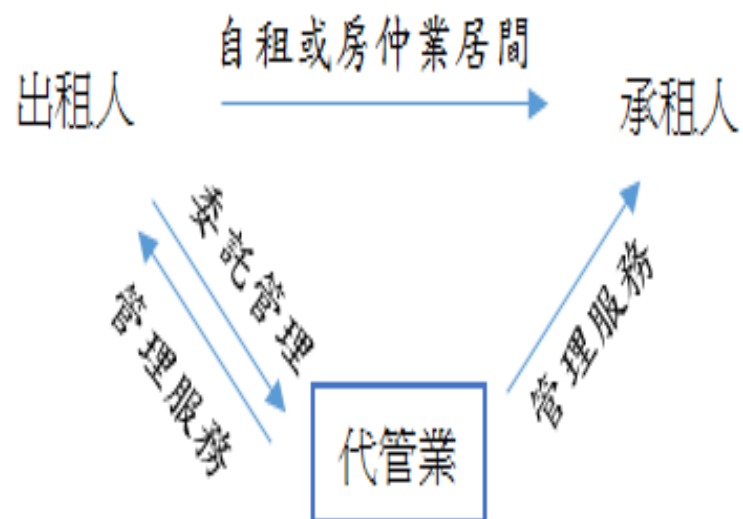 自租或房仲業居間
出租人
承租人
委託管理
管理服務
管理服務
代管業